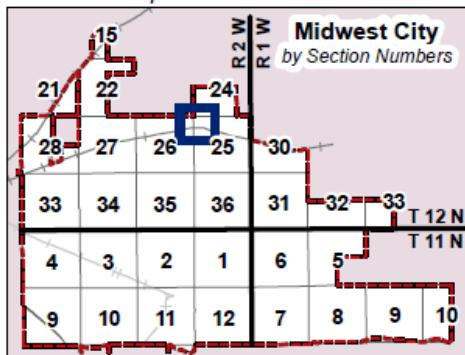 15
Midwest City
by Section Numbers
R 2 W
R 1 W
21 22 24
28 27 26 25 30
33 34 35 36 31 32 33
T 12 N
T 11 N
4 3 2 1 6 5
9 10 11 12 7 8 9 10